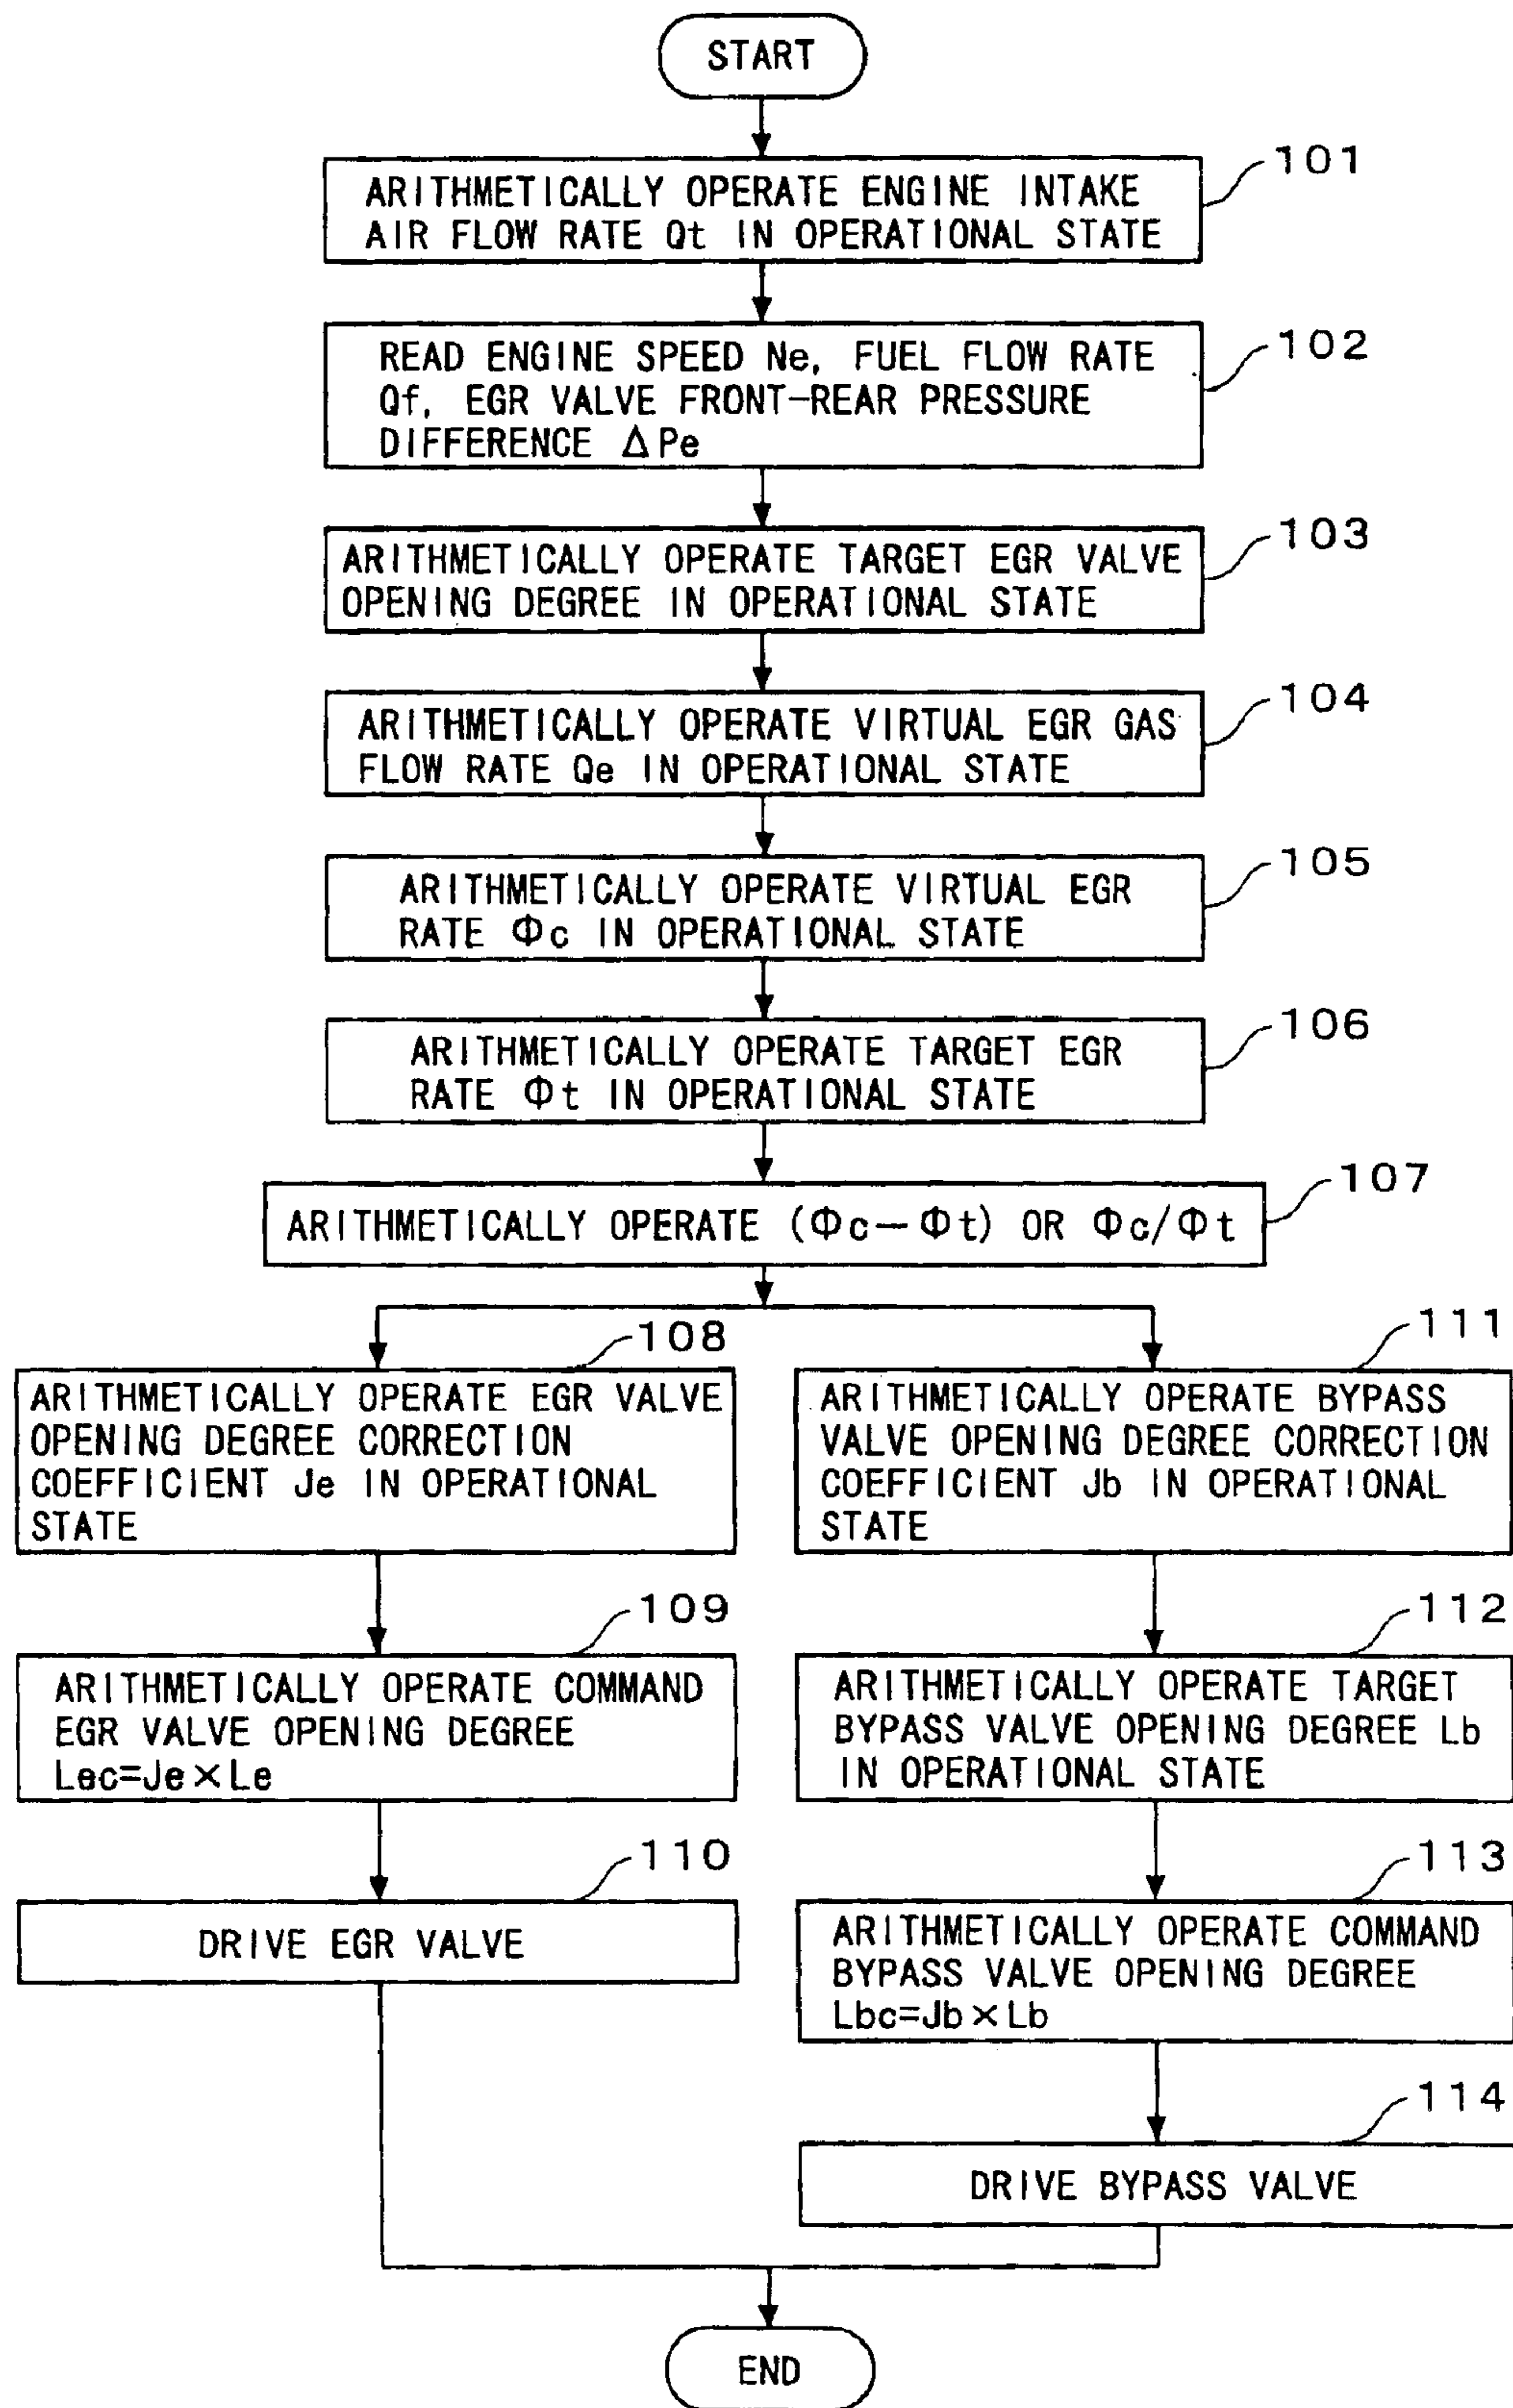 START
101
ARITHMETICALLY OPERATE ENGINE INTAKE
AIR FLOW RATE Qt IN OPERATIONAL STATE
102
READ ENGINE SPEED Ne, FUEL FLOW RATE
Qf, EGR VALVE FRONT-REAR PRESSURE
DIFFERENCE ΔPe
103
ARITHMETICALLY OPERATE TARGET EGR VALVE
OPENING DEGREE IN OPERATIONAL STATE
104
ARITHMETICALLY OPERATE VIRTUAL EGR GAS
FLOW RATE Qe IN OPERATIONAL STATE
105
ARITHMETICALLY OPERATE VIRTUAL EGR
RATE Φc IN OPERATIONAL STATE
106
ARITHMETICALLY OPERATE TARGET EGR
RATE Φt IN OPERATIONAL STATE
107
ARITHMETICALLY OPERATE (Φc-Φt) OR Φc/Φt
108
ARITHMETICALLY OPERATE EGR VALVE
OPENING DEGREE CORRECTION
COEFFICIENT Je IN OPERATIONAL
STATE
109
ARITHMETICALLY OPERATE COMMAND
EGR VALVE OPENING DEGREE
Lec=Je×Le
110
DRIVE EGR VALVE
111
ARITHMETICALLY OPERATE BYPASS
VALVE OPENING DEGREE CORRECTION
COEFFICIENT Jb IN OPERATIONAL
STATE
112
ARITHMETICALLY OPERATE TARGET
BYPASS VALVE OPENING DEGREE Lb
IN OPERATIONAL STATE
113
ARITHMETICALLY OPERATE COMMAND
BYPASS VALVE OPENING DEGREE
Lbc=Jb×Lb
114
DRIVE BYPASS VALVE
END